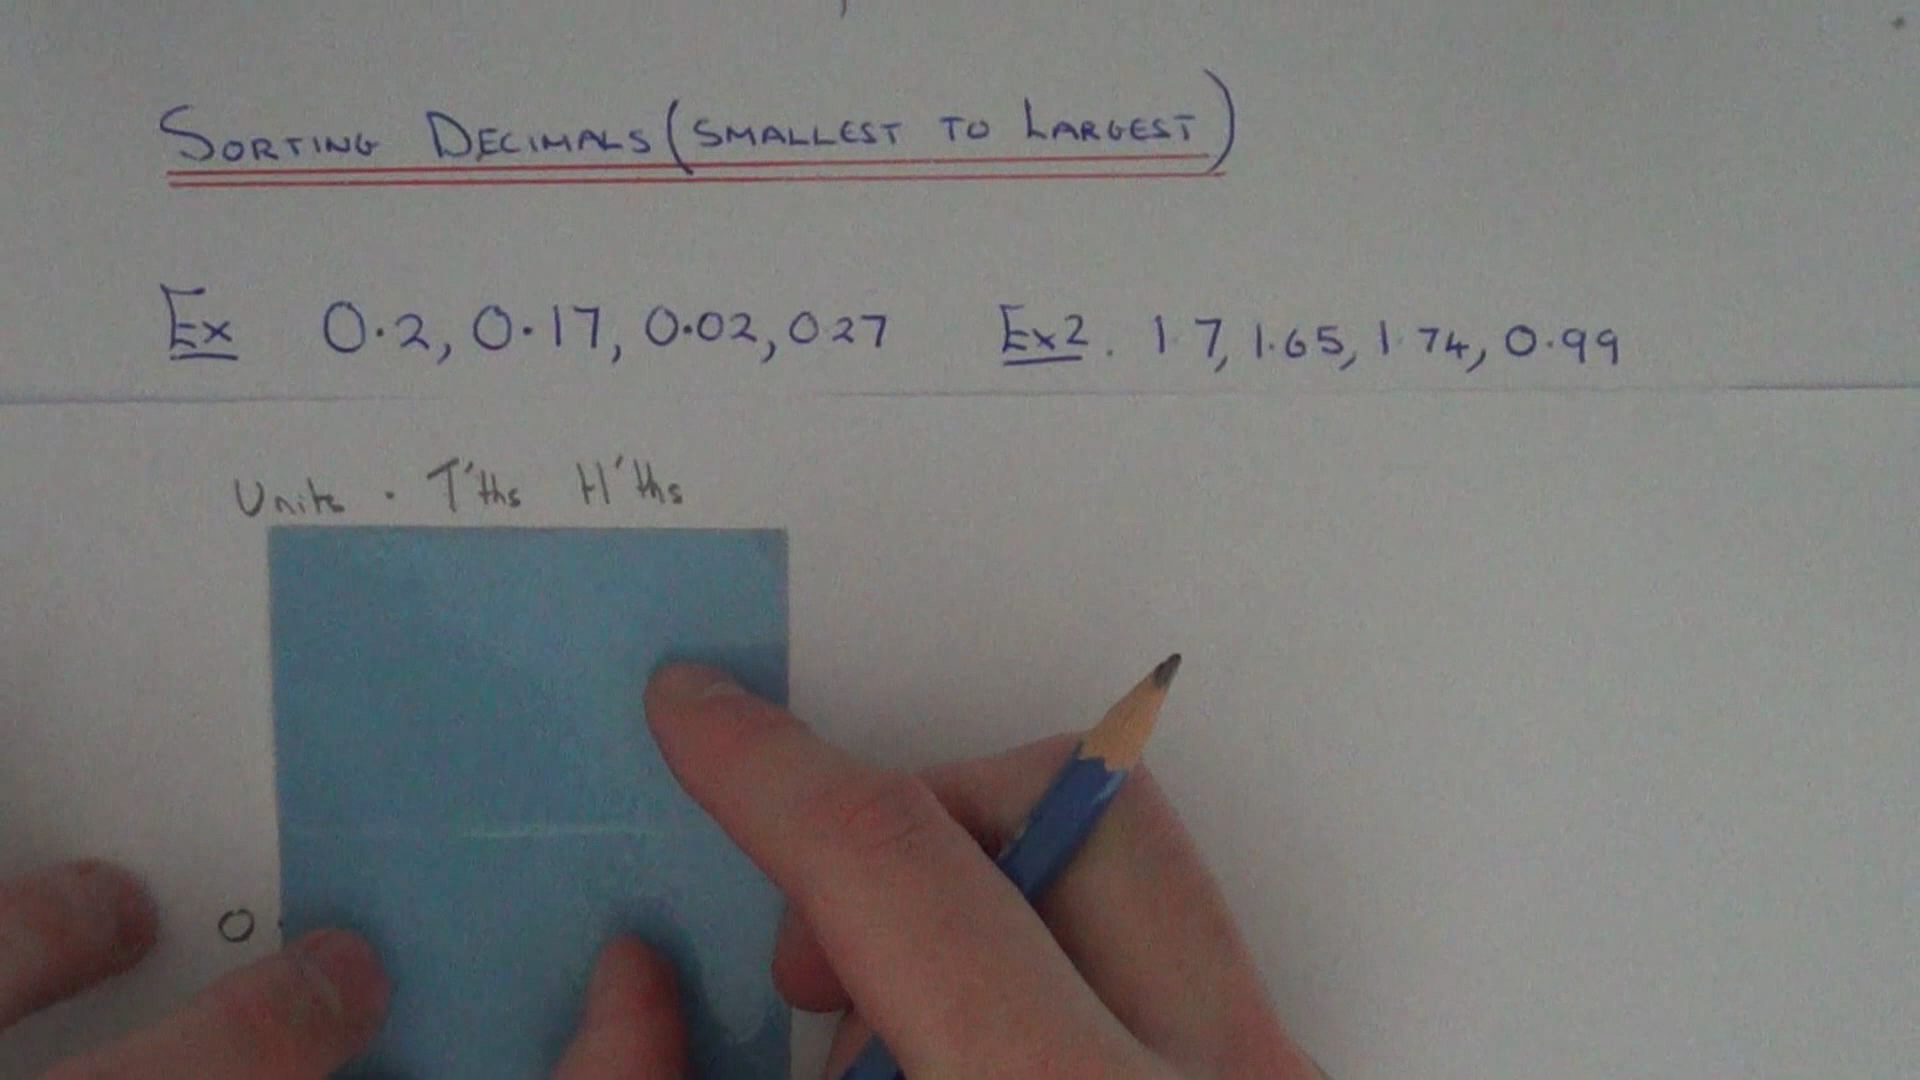 SORTING DECIMALS (SMALLEST TO LARGEST)
Ex 0.2, 0.17, 0.02, 0.27 Ex2. 1.7, 1.65, 1.74, 0.99
Units . T'ths H'ths
0